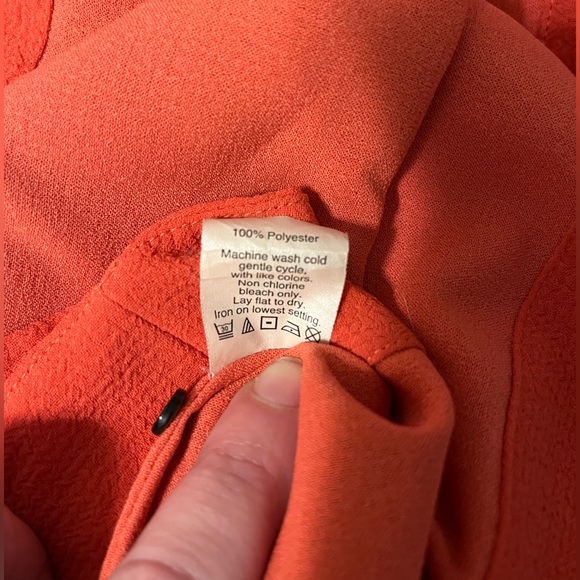 100% Polyester
Machine wash cold
gentle cycle,
with like colors.
Non chlorine
bleach only.
Lay flat to dry.
Iron on lowest setting.
30